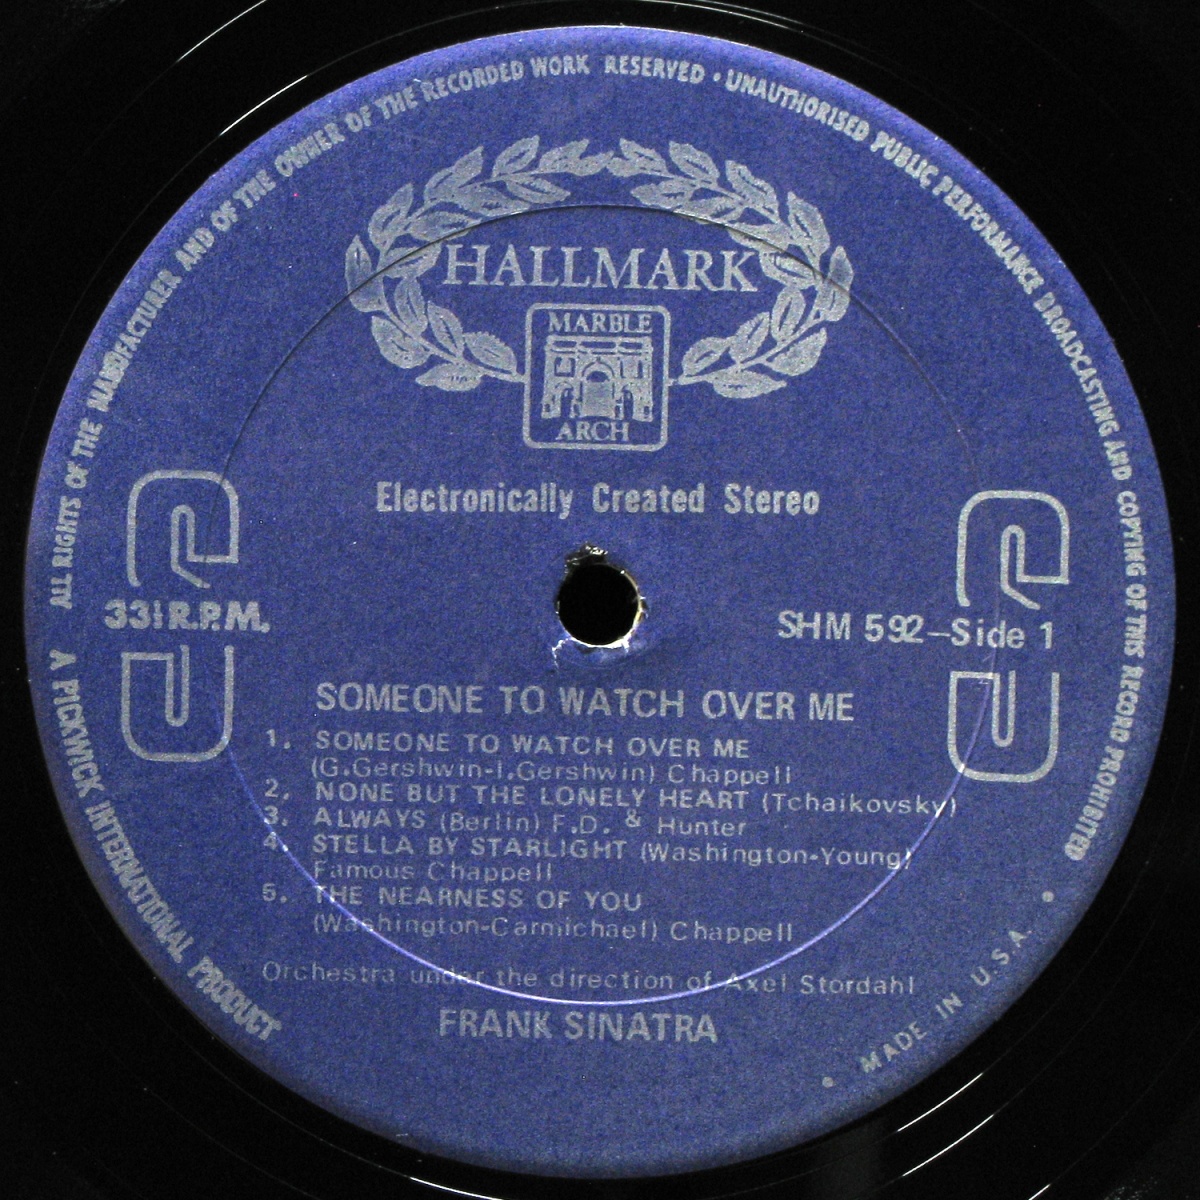 ALL RIGHTS OF THE MANUFACTURER AND OF THE OWNER OF THE RECORDED WORK RESERVED • UNAUTHORISED PUBLIC PERFORMANCE BROADCASTING AND COPYING OF THIS RECORD PROHIBITED
HALLMARK
MARBLE
ARCH
Electronically Created Stereo
33⅓ R.P.M.
SHM 592–Side 1
SOMEONE TO WATCH OVER ME
1. SOMEONE TO WATCH OVER ME
(G.Gershwin-I.Gershwin) Chappell
2. NONE BUT THE LONELY HEART (Tchaikovsky)
3. ALWAYS (Berlin) F.D. & Hunter
4. STELLA BY STARLIGHT (Washington-Young)
Famous Chappell
5. THE NEARNESS OF YOU
(Washington-Carmichael) Chappell
Orchestra under the direction of Axel Stordahl
FRANK SINATRA
A PICKWICK INTERNATIONAL PRODUCT
• MADE IN U.S.A. •